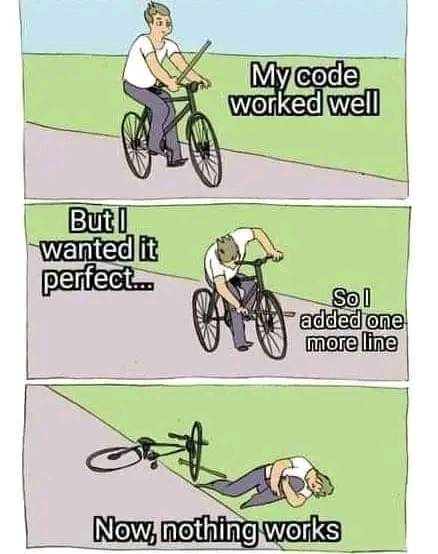 My code
worked well
But I
wanted it
perfect...
So I
added one
more line
Now, nothing works